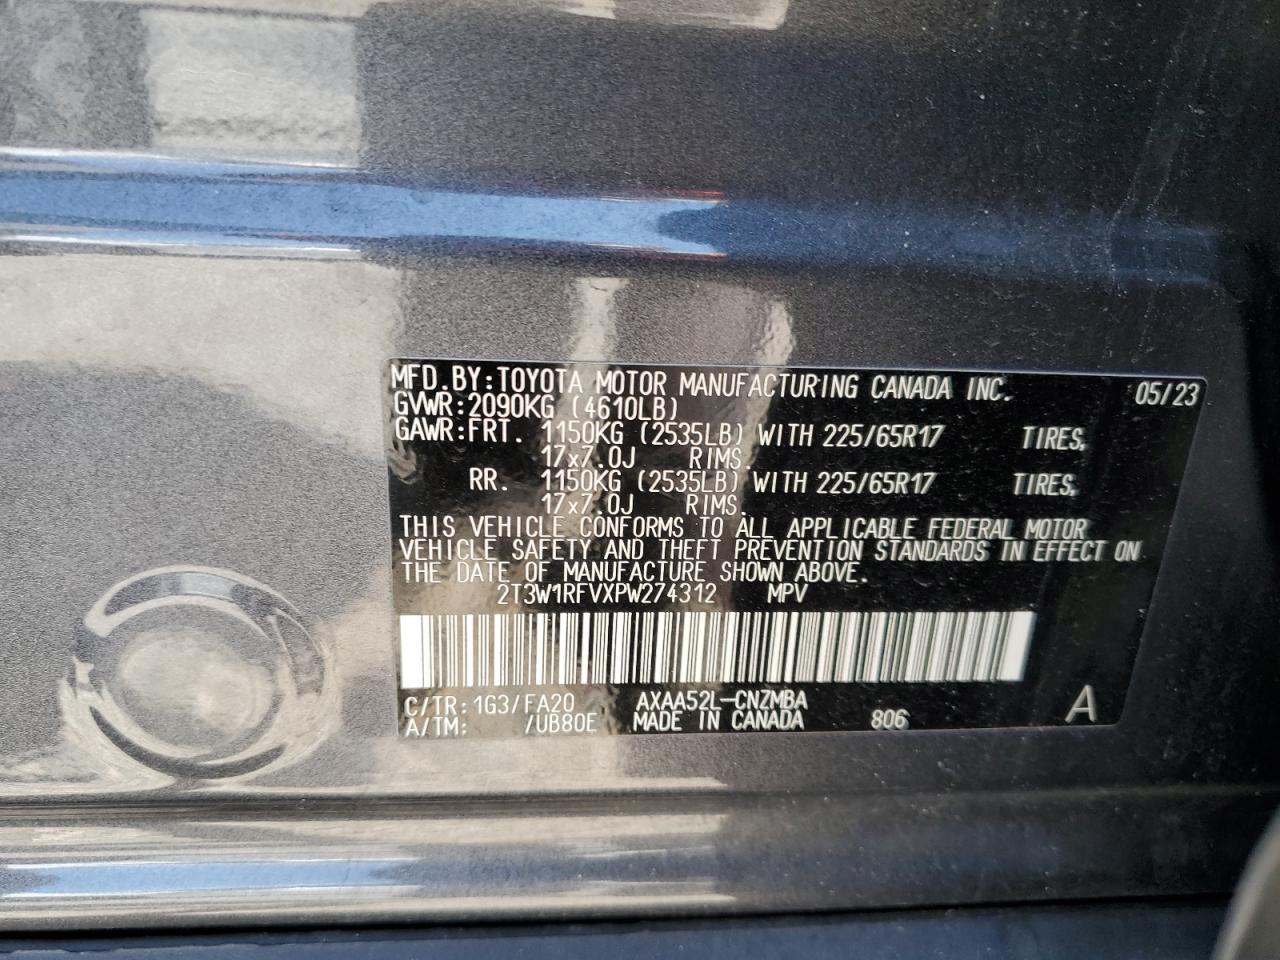 MFD.BY:TOYOTA MOTOR MANUFACTURING CANADA INC. 05/23
GVWR:2090KG (4610LB)
GAWR:FRT. 1150KG (2535LB) WITH 225/65R17 TIRES,
17x7.0J RIMS.
RR. 1150KG (2535LB) WITH 225/65R17 TIRES,
17x7.0J RIMS.
THIS VEHICLE CONFORMS TO ALL APPLICABLE FEDERAL MOTOR
VEHICLE SAFETY AND THEFT PREVENTION STANDARDS IN EFFECT ON
THE DATE OF MANUFACTURE SHOWN ABOVE.
2T3W1RFVXPW274312 MPV
C/TR:1G3/FA20 AXAA52L-CNZMBA
A/TM: /UB80E MADE IN CANADA 806 A